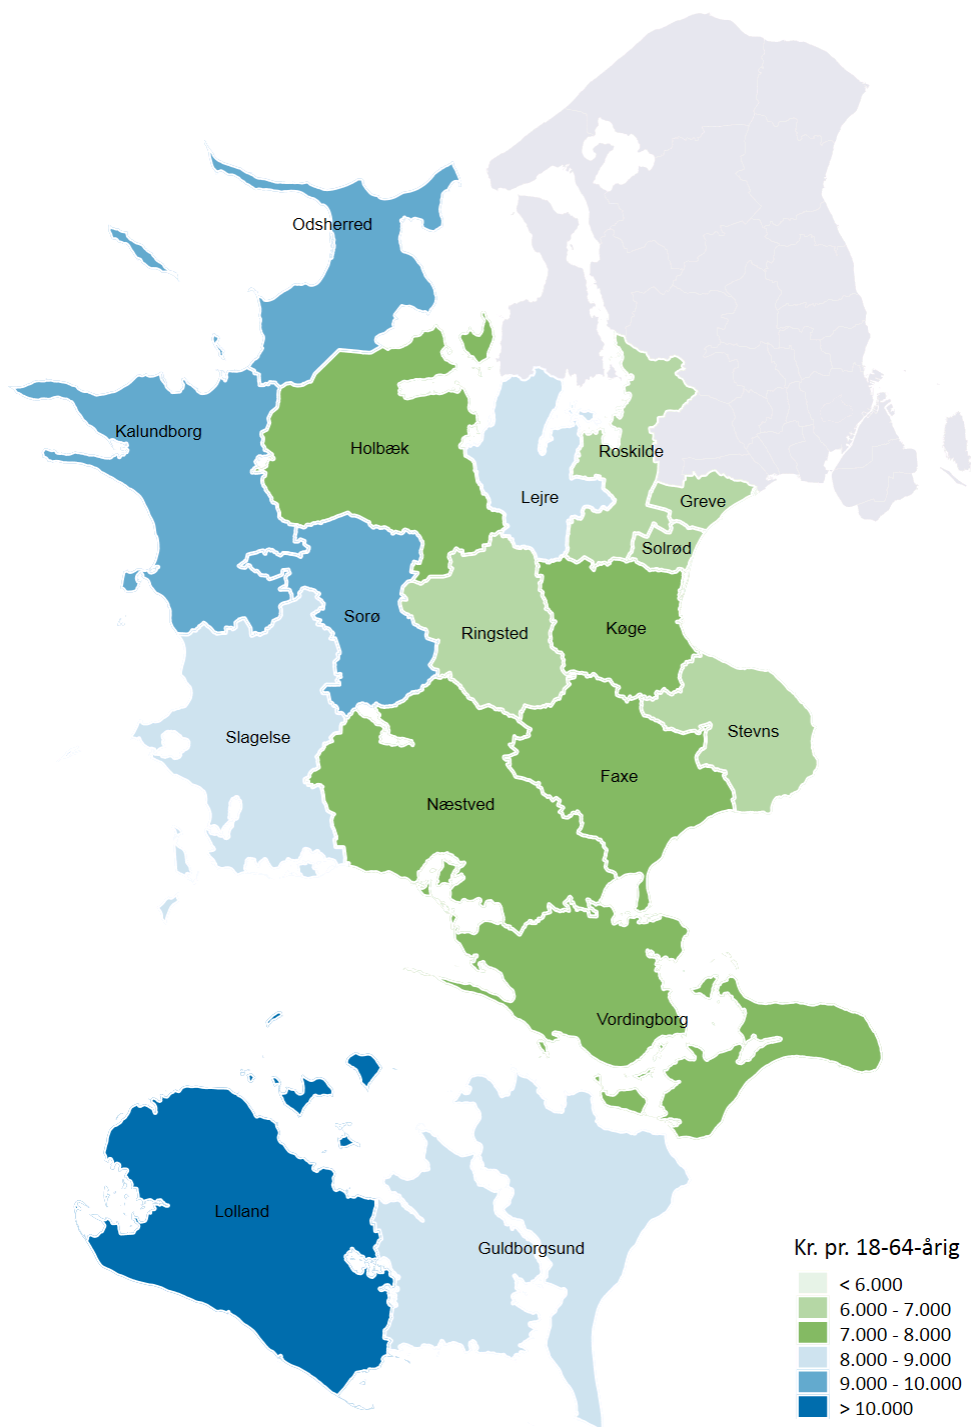 Odsherred
Kalundborg
Holbæk
Roskilde
Lejre
Greve
Solrød
Sorø
Ringsted
Køge
Slagelse
Stevns
Faxe
Næstved
Vordingborg
Lolland
Guldborgsund
Kr. pr. 18-64-årig
< 6.000
6.000 - 7.000
7.000 - 8.000
8.000 - 9.000
9.000 - 10.000
> 10.000